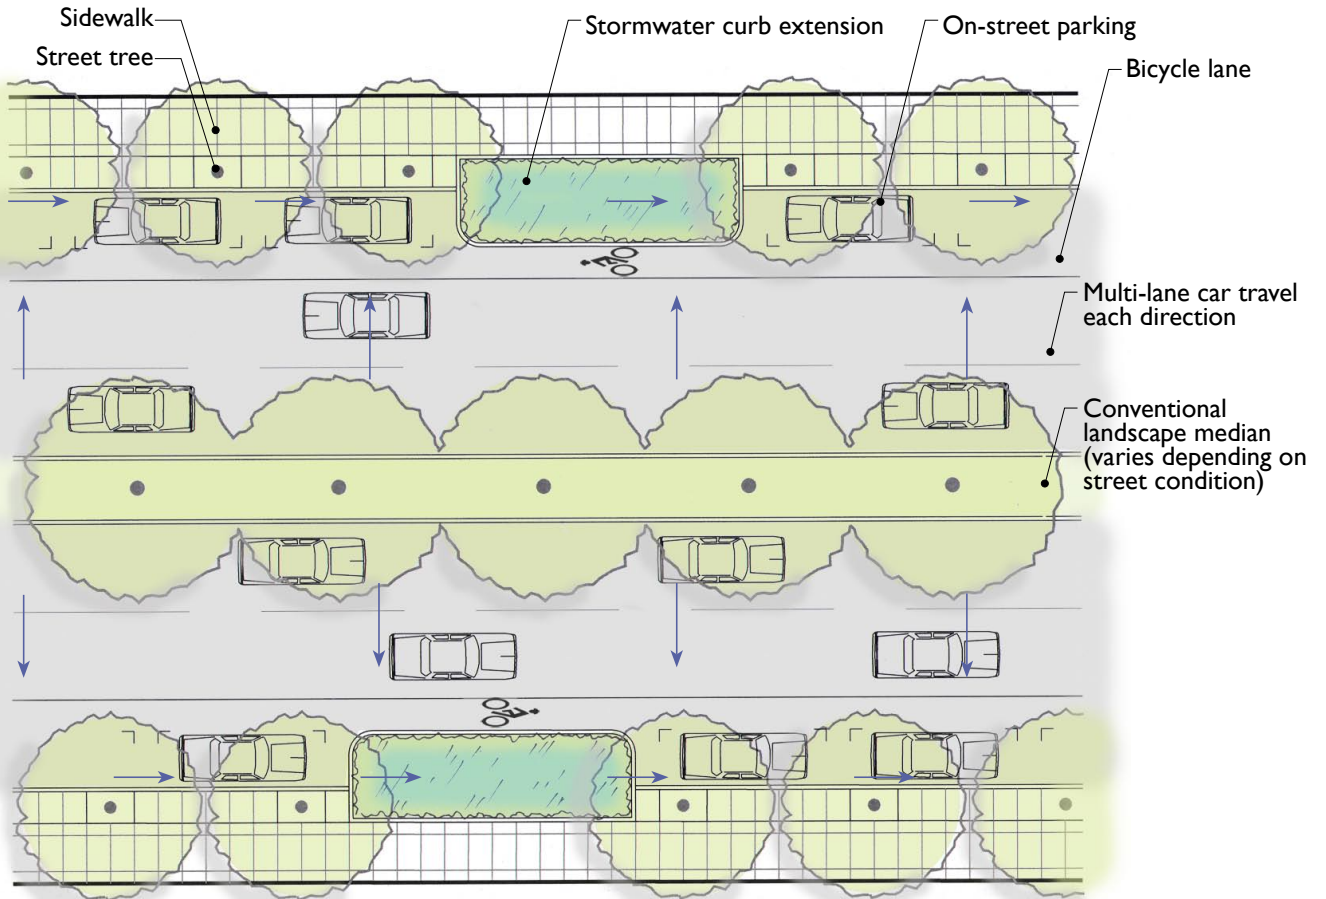 Sidewalk
Street tree
Stormwater curb extension
On-street parking
Bicycle lane
Multi-lane car travel
each direction
Conventional
landscape median
(varies depending on
street condition)